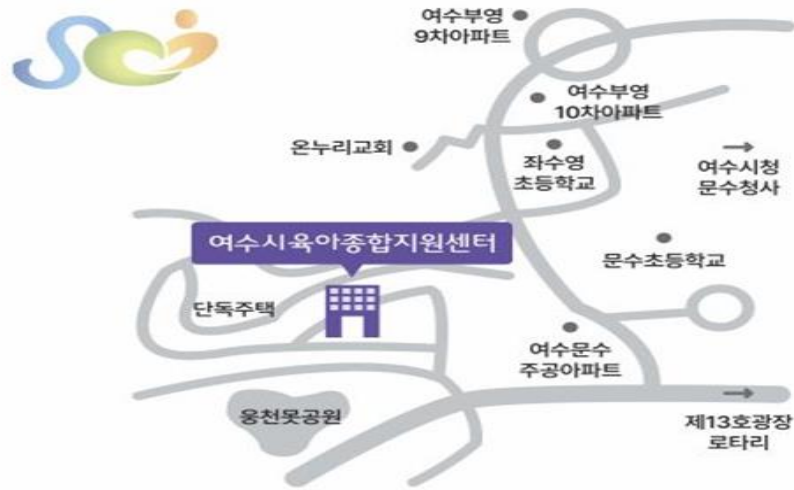 여수부영
9차아파트
여수부영
10차아파트
온누리교회
좌수영
초등학교
여수시청
문수청사
여수시육아종합지원센터
문수초등학교
단독주택
여수문수
주공아파트
웅천못공원
제13호광장
로타리